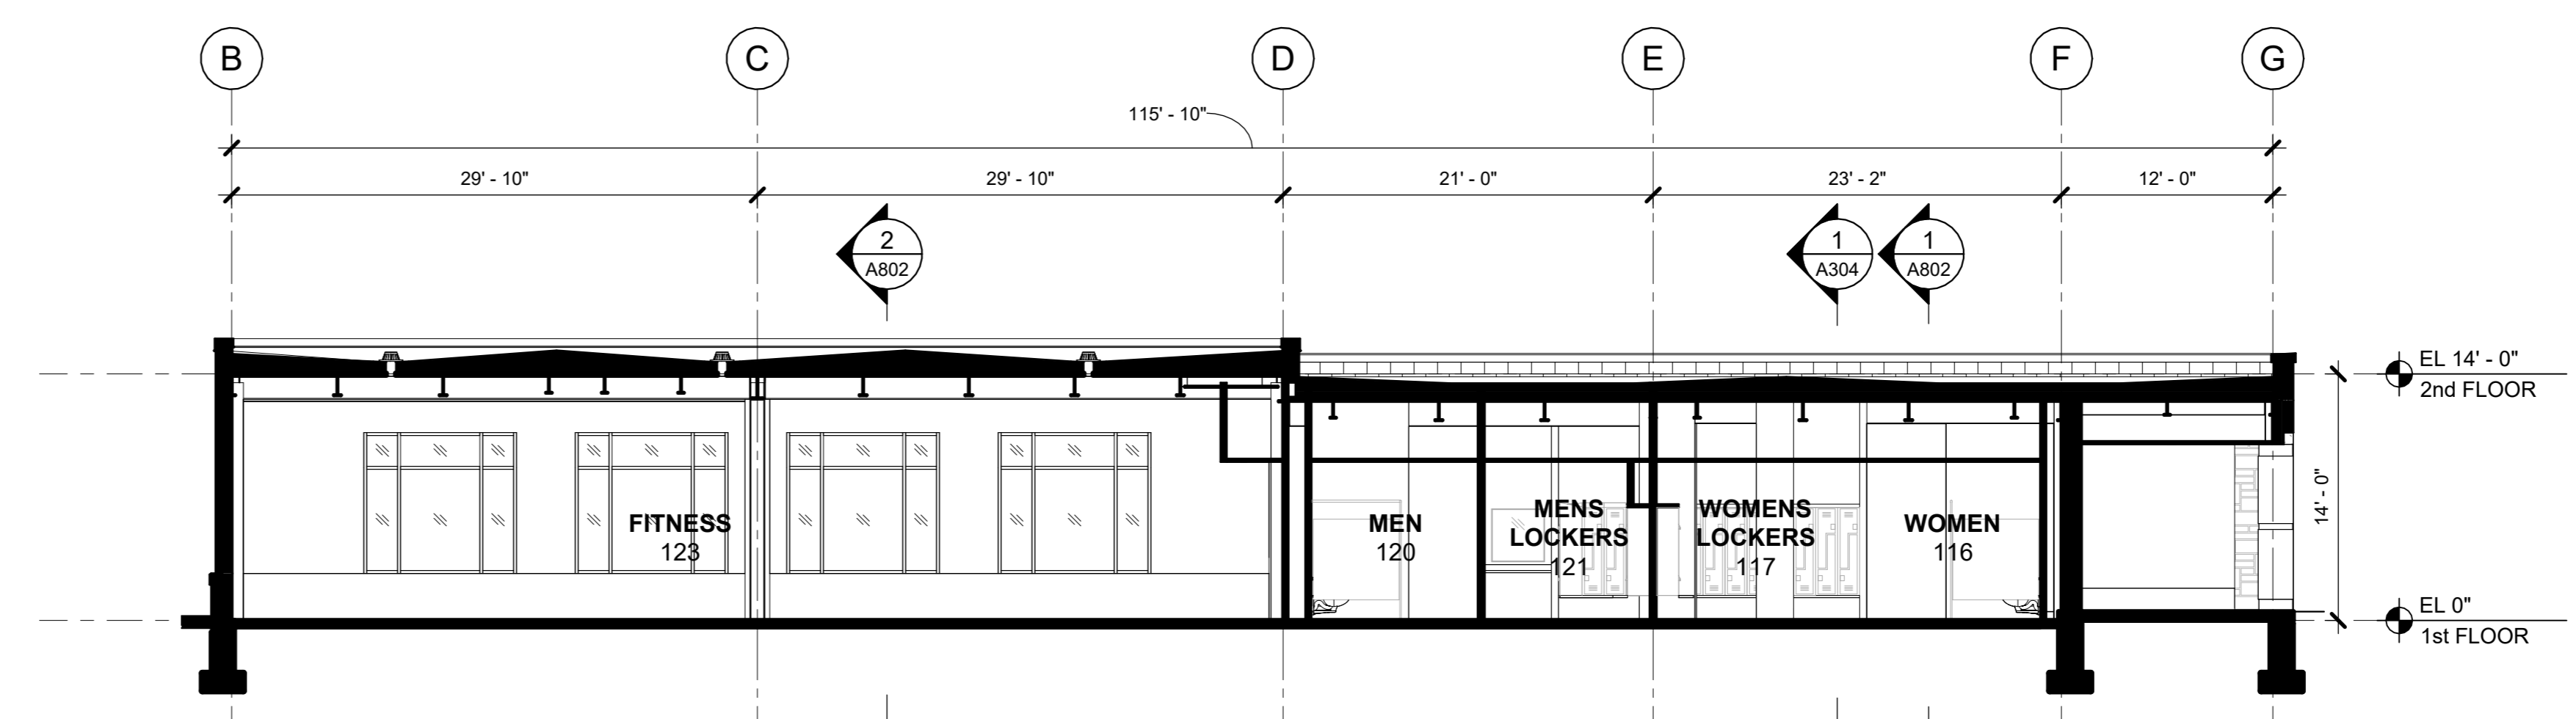 B C D E F G
115' - 10"
29' - 10" 29' - 10" 21' - 0" 23' - 2" 12' - 0"
2
A802
1
A304
1
A802
EL 14' - 0"
2nd FLOOR
14' - 0"
FITNESS
123
MEN
120
MENS
LOCKERS
121
WOMENS
LOCKERS
117
WOMEN
116
EL 0"
1st FLOOR